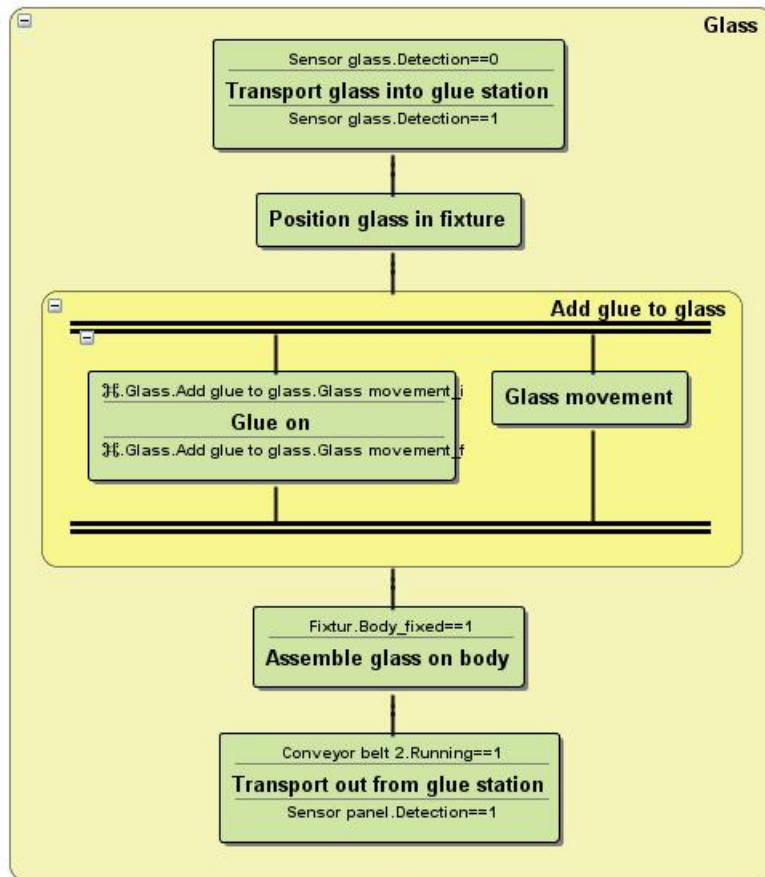 Glass
Sensor glass.Detection==0
Transport glass into glue station
Sensor glass.Detection==1
Position glass in fixture
Add glue to glass
⌘.Glass.Add glue to glass.Glass movement_i
Glue on
⌘.Glass.Add glue to glass.Glass movement_f
Glass movement
Fixtur.Body_fixed==1
Assemble glass on body
Conveyor belt 2.Running==1
Transport out from glue station
Sensor panel.Detection==1